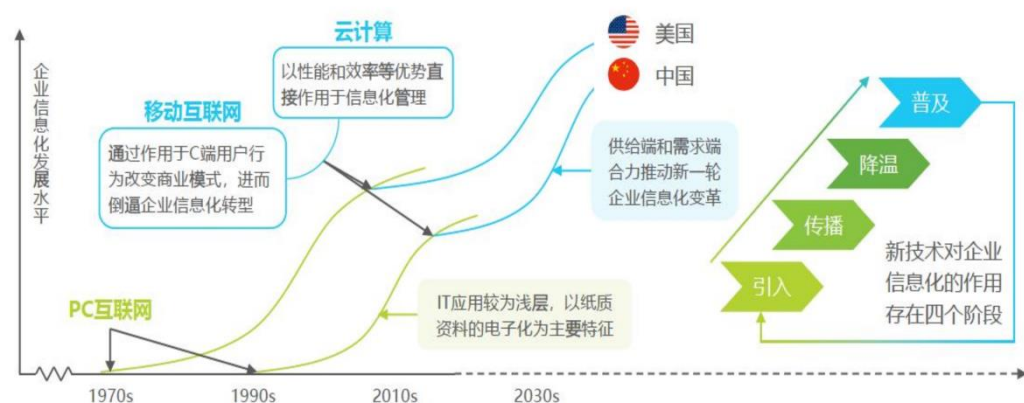 企业信息化发展水平
云计算
以性能和效率等优势直
接作用于信息化管理
移动互联网
通过作用于C端用户行
为改变商业模式，进而
倒逼企业信息化转型
PC互联网
美国
中国
供给端和需求端
合力推动新一轮
企业信息化变革
IT应用较为浅层，以纸质
资料的电子化为主要特征
1970s
1990s
2010s
2030s
普及
降温
传播
引入
新技术对企业
信息化的作用
存在四个阶段